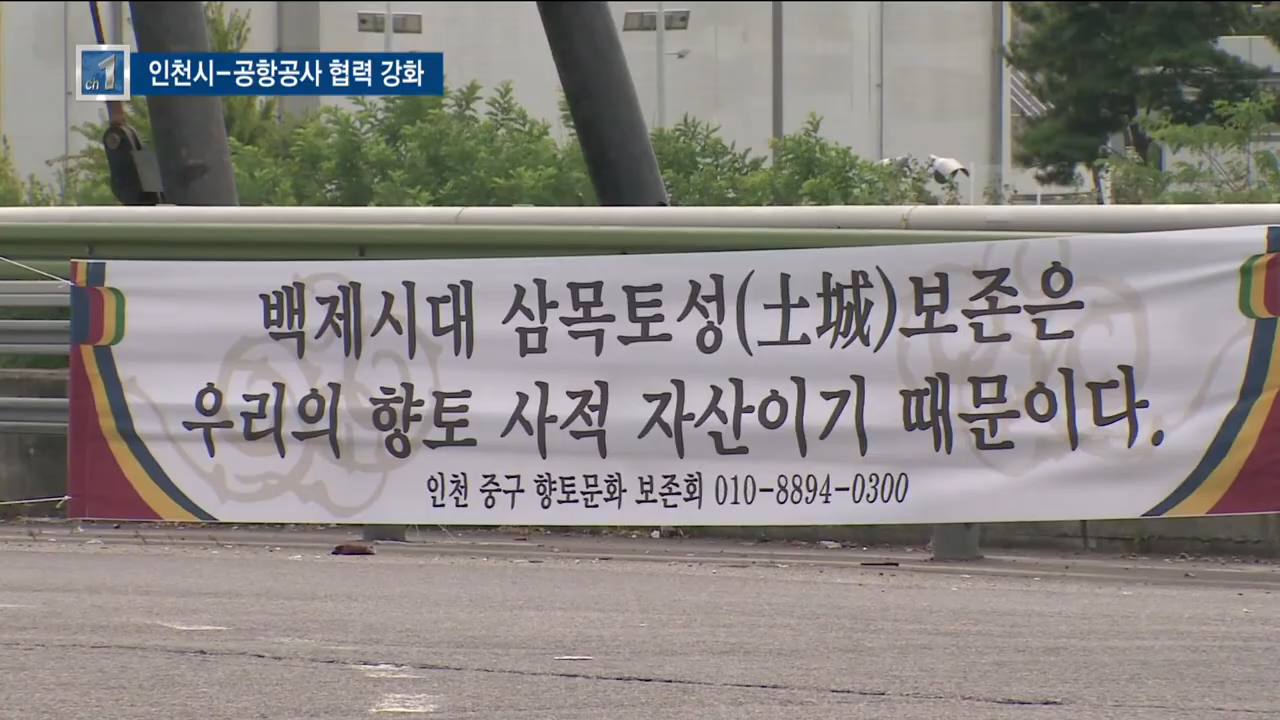 ch 1
인천시-공항공사 협력 강화
백제시대 삼목토성(土城)보존은
우리의 향토 사적 자산이기 때문이다.
인천 중구 향토문화 보존회 010-8894-0300